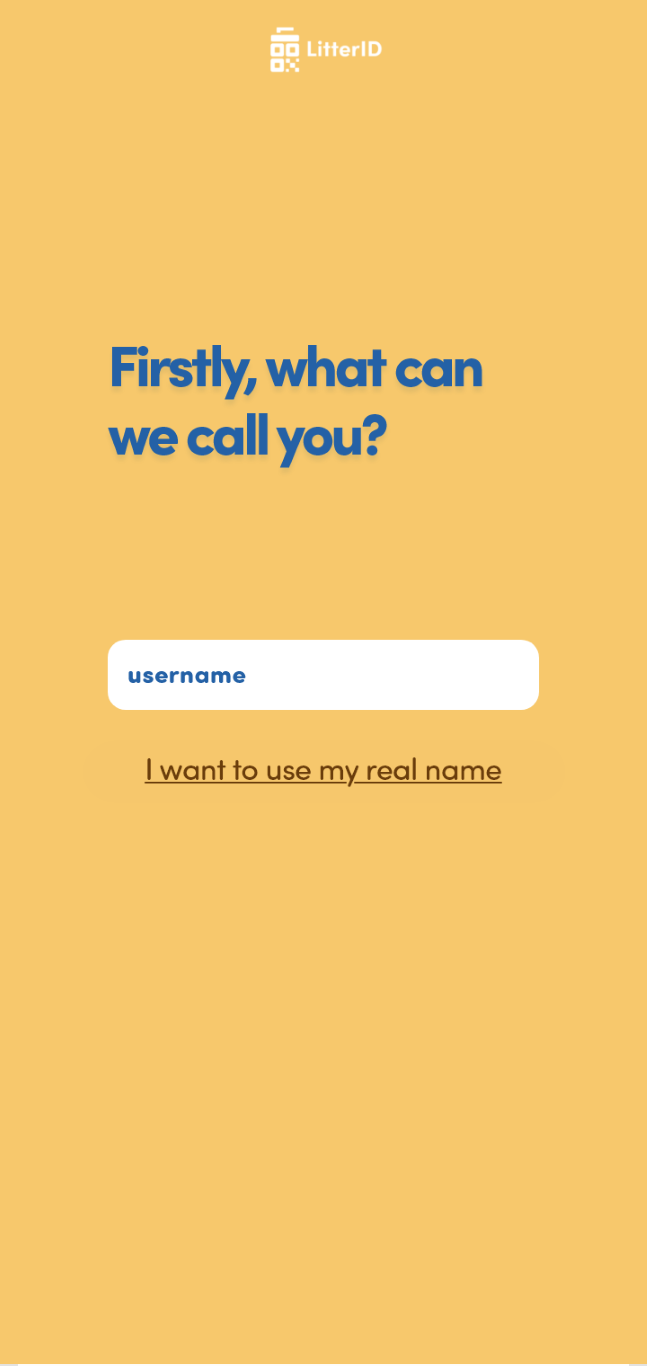 LitterID
Firstly, what can
we call you?
username
I want to use my real name